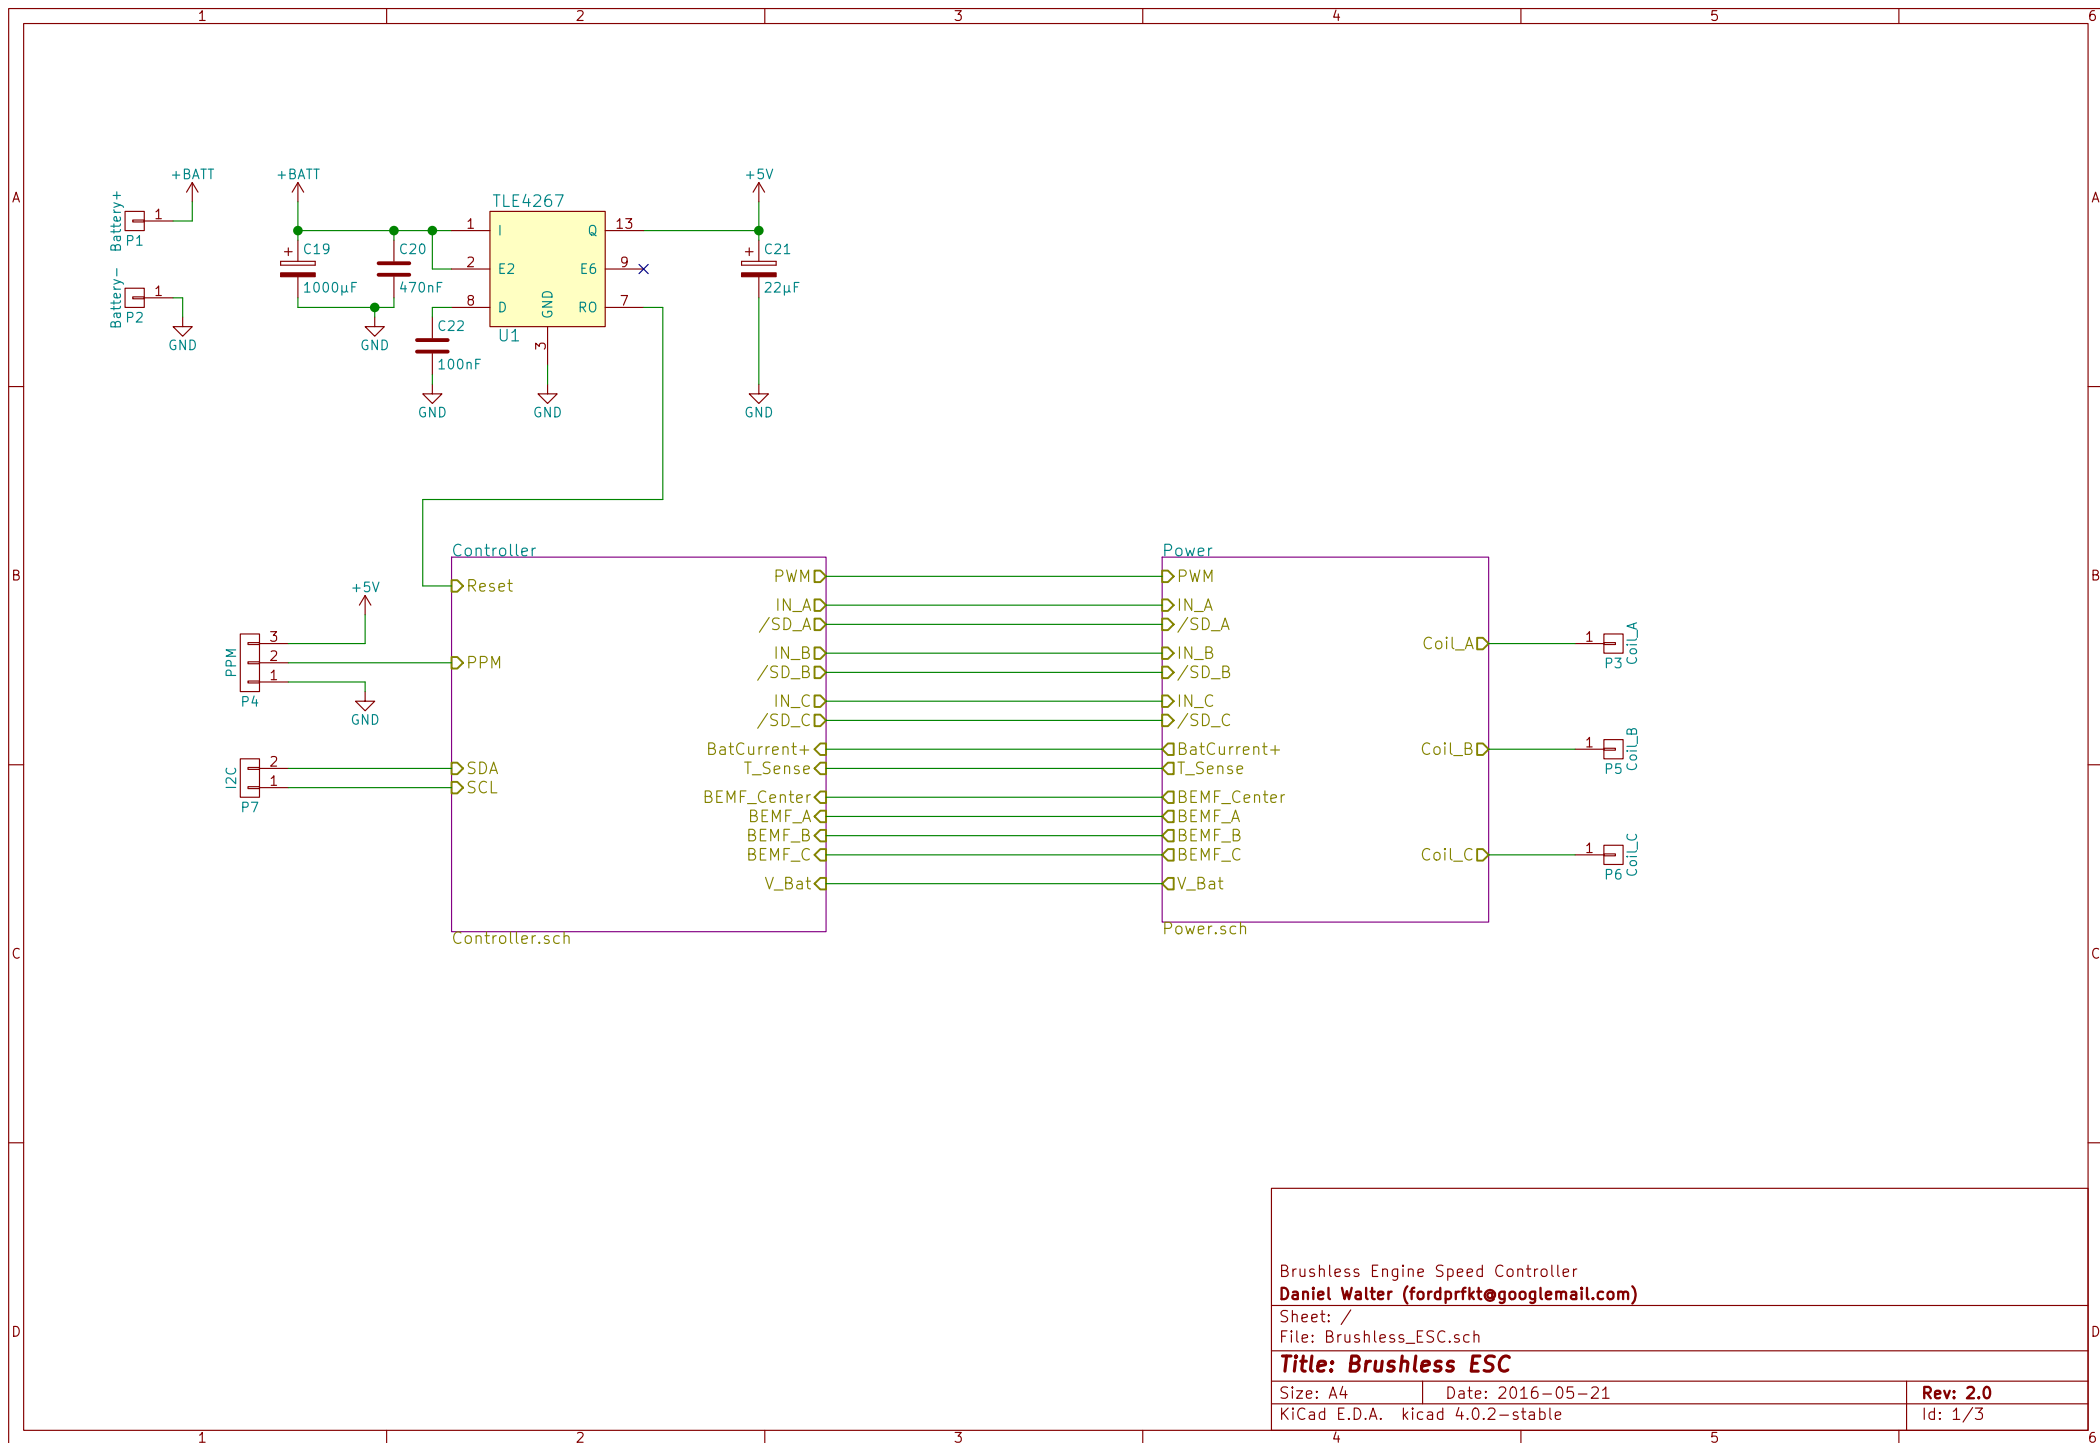 1 2 3 4 5 6
A
B
C
D
A
B
C
D
1 2 3 4 5 6
+BATT
Battery+
1
P1
Battery-
1
P2
GND
+BATT
+ C19
1000µF
C20
470nF
GND
TLE4267
1 I
2 E2
8 D
GND
3
Q 13
E6 9
RO 7
U1
C22
100nF
GND
GND
+5V
+ C21
22µF
GND
Controller
Reset
PPM
SDA
SCL
PWM
IN_A
/SD_A
IN_B
/SD_B
IN_C
/SD_C
BatCurrent+
T_Sense
BEMF_Center
BEMF_A
BEMF_B
BEMF_C
V_Bat
Controller.sch
+5V
PPM
3
2
1
P4
GND
I2C
2
1
P7
Power
PWM
IN_A
/SD_A
IN_B
/SD_B
IN_C
/SD_C
BatCurrent+
T_Sense
BEMF_Center
BEMF_A
BEMF_B
BEMF_C
V_Bat
Coil_A
Coil_B
Coil_C
Power.sch
1
P3
Coil_A
1
P5
Coil_B
1
P6
Coil_C
Brushless Engine Speed Controller
Daniel Walter (fordprfkt@googlemail.com)
Sheet: /
File: Brushless_ESC.sch
Title: Brushless ESC
Size: A4 Date: 2016-05-21 Rev: 2.0
KiCad E.D.A. kicad 4.0.2-stable Id: 1/3